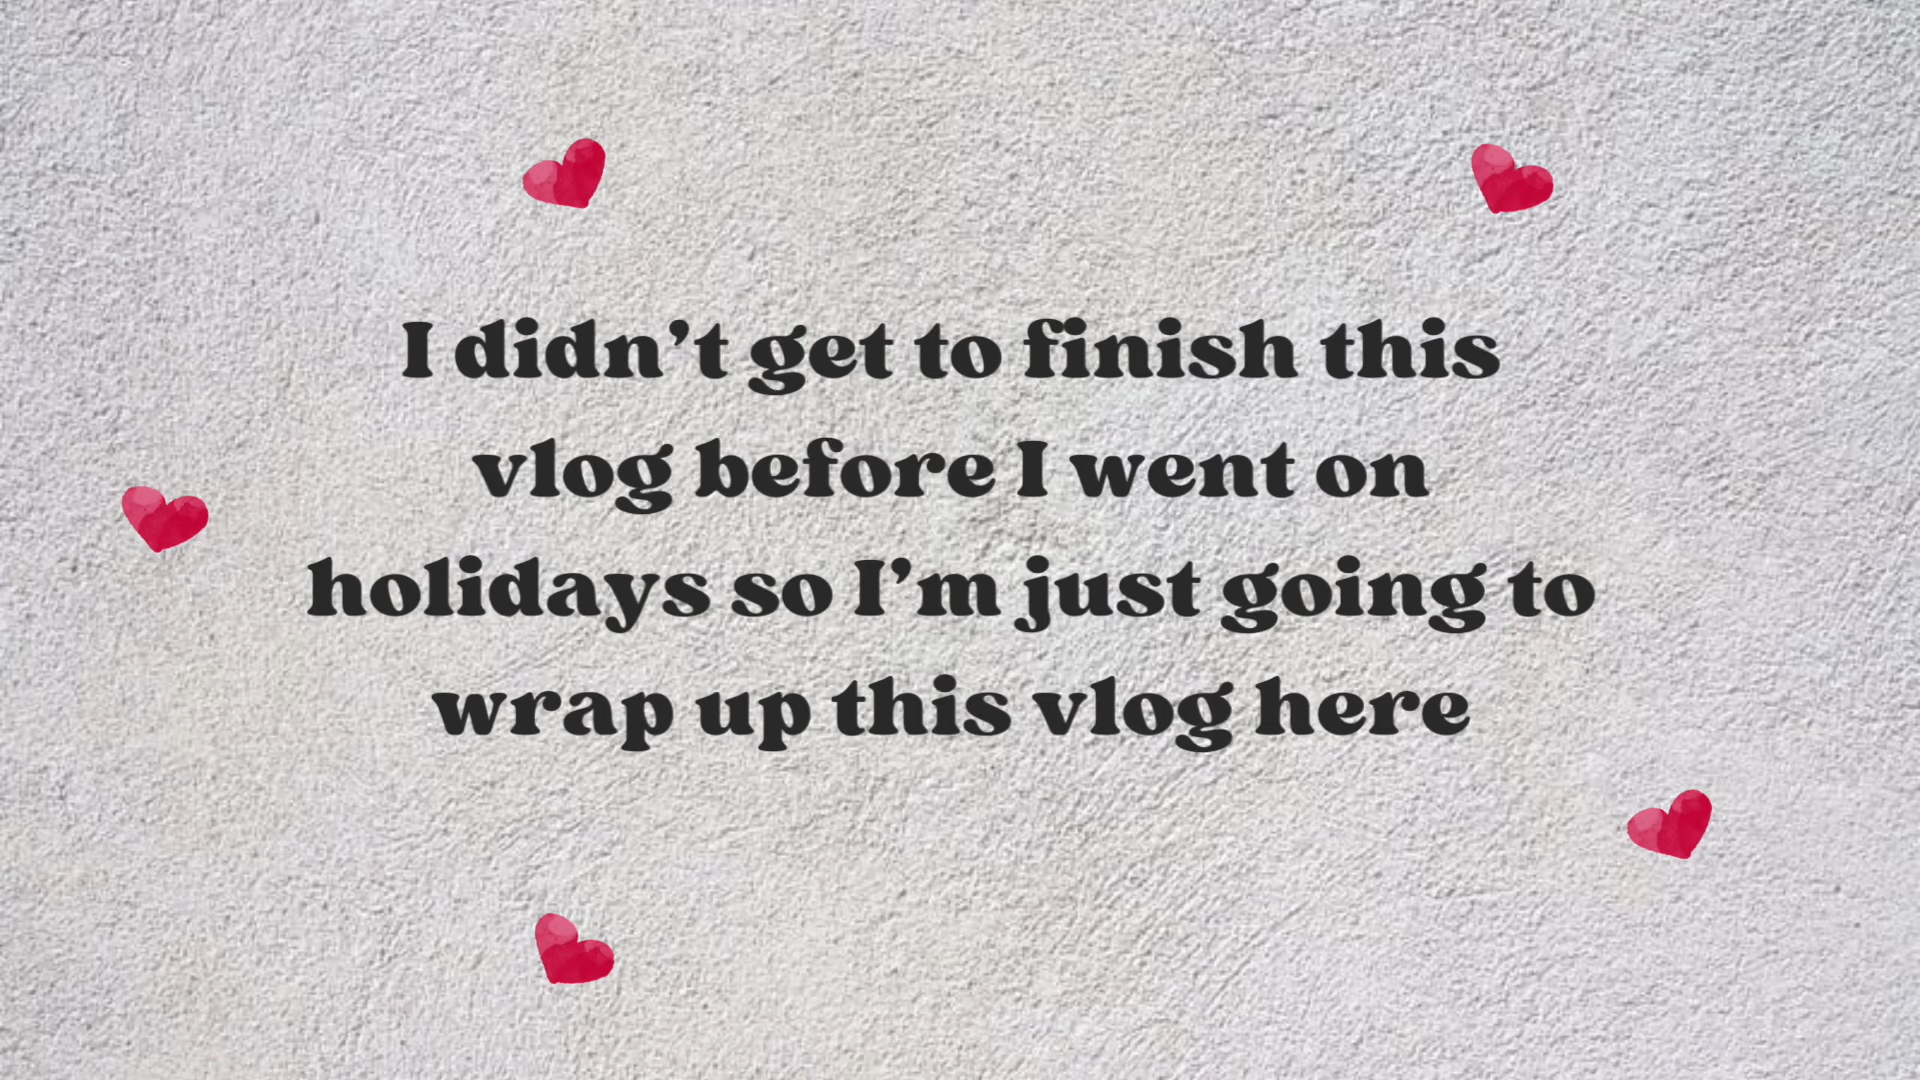 I didn’t get to finish this
vlog before I went on
holidays so I’m just going to
wrap up this vlog here